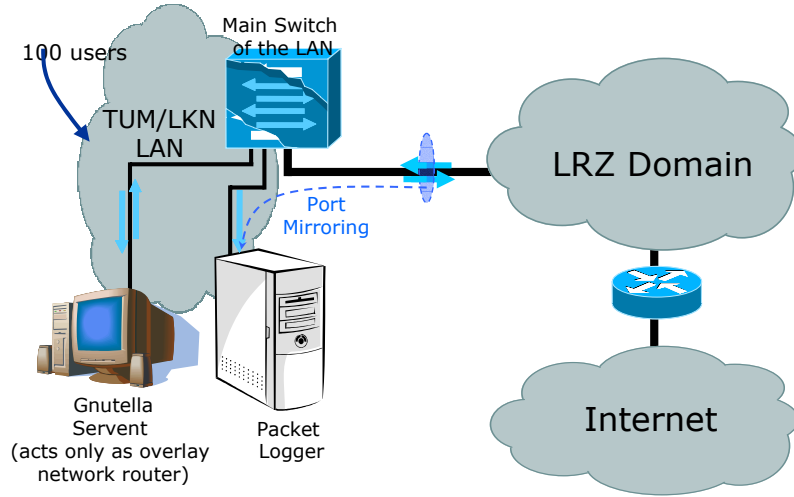 Main Switch
of the LAN
100 users
TUM/LKN
LAN
LRZ Domain
Port
Mirroring
Gnutella
Servent
(acts only as overlay
network router)
Packet
Logger
Internet